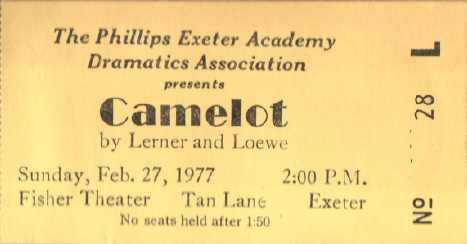 The Phillips Exeter Academy
Dramatics Association
presents
Camelot
by Lerner and Loewe
Sunday, Feb. 27, 1977 2:00 P.M.
Fisher Theater Tan Lane Exeter
No seats held after 1:50
No 28 L